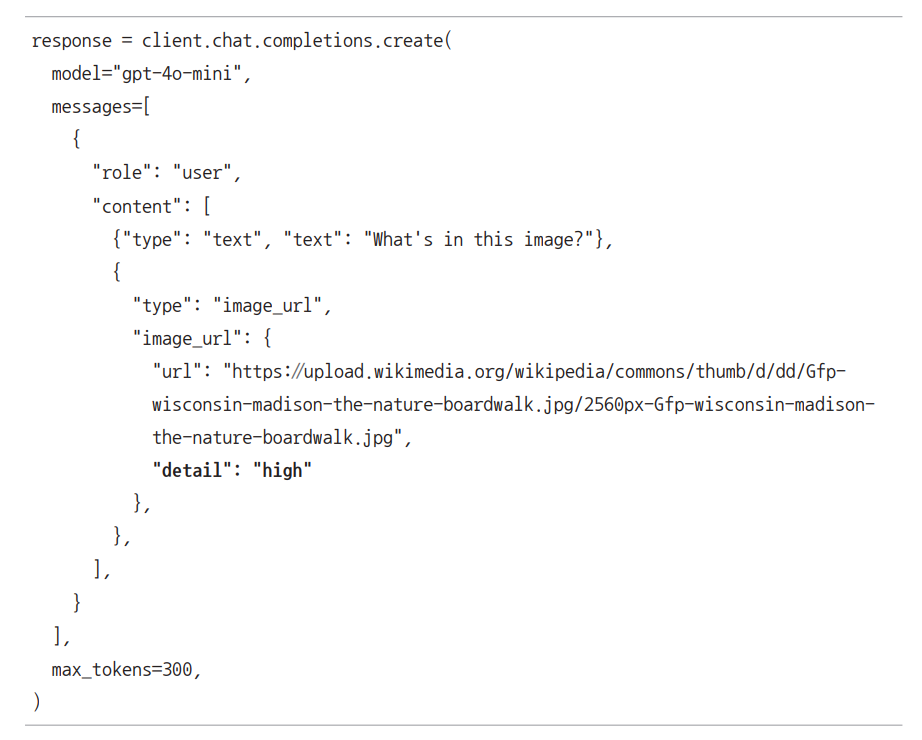 response = client.chat.completions.create(
  model="gpt-4o-mini",
  messages=[
    {
      "role": "user",
      "content": [
        {"type": "text", "text": "What's in this image?"},
        {
          "type": "image_url",
          "image_url": {
            "url": "https://upload.wikimedia.org/wikipedia/commons/thumb/d/dd/Gfp-
            wisconsin-madison-the-nature-boardwalk.jpg/2560px-Gfp-wisconsin-madison-
            the-nature-boardwalk.jpg",
            "detail": "high"
          },
        },
      ],
    }
  ],
  max_tokens=300,
)